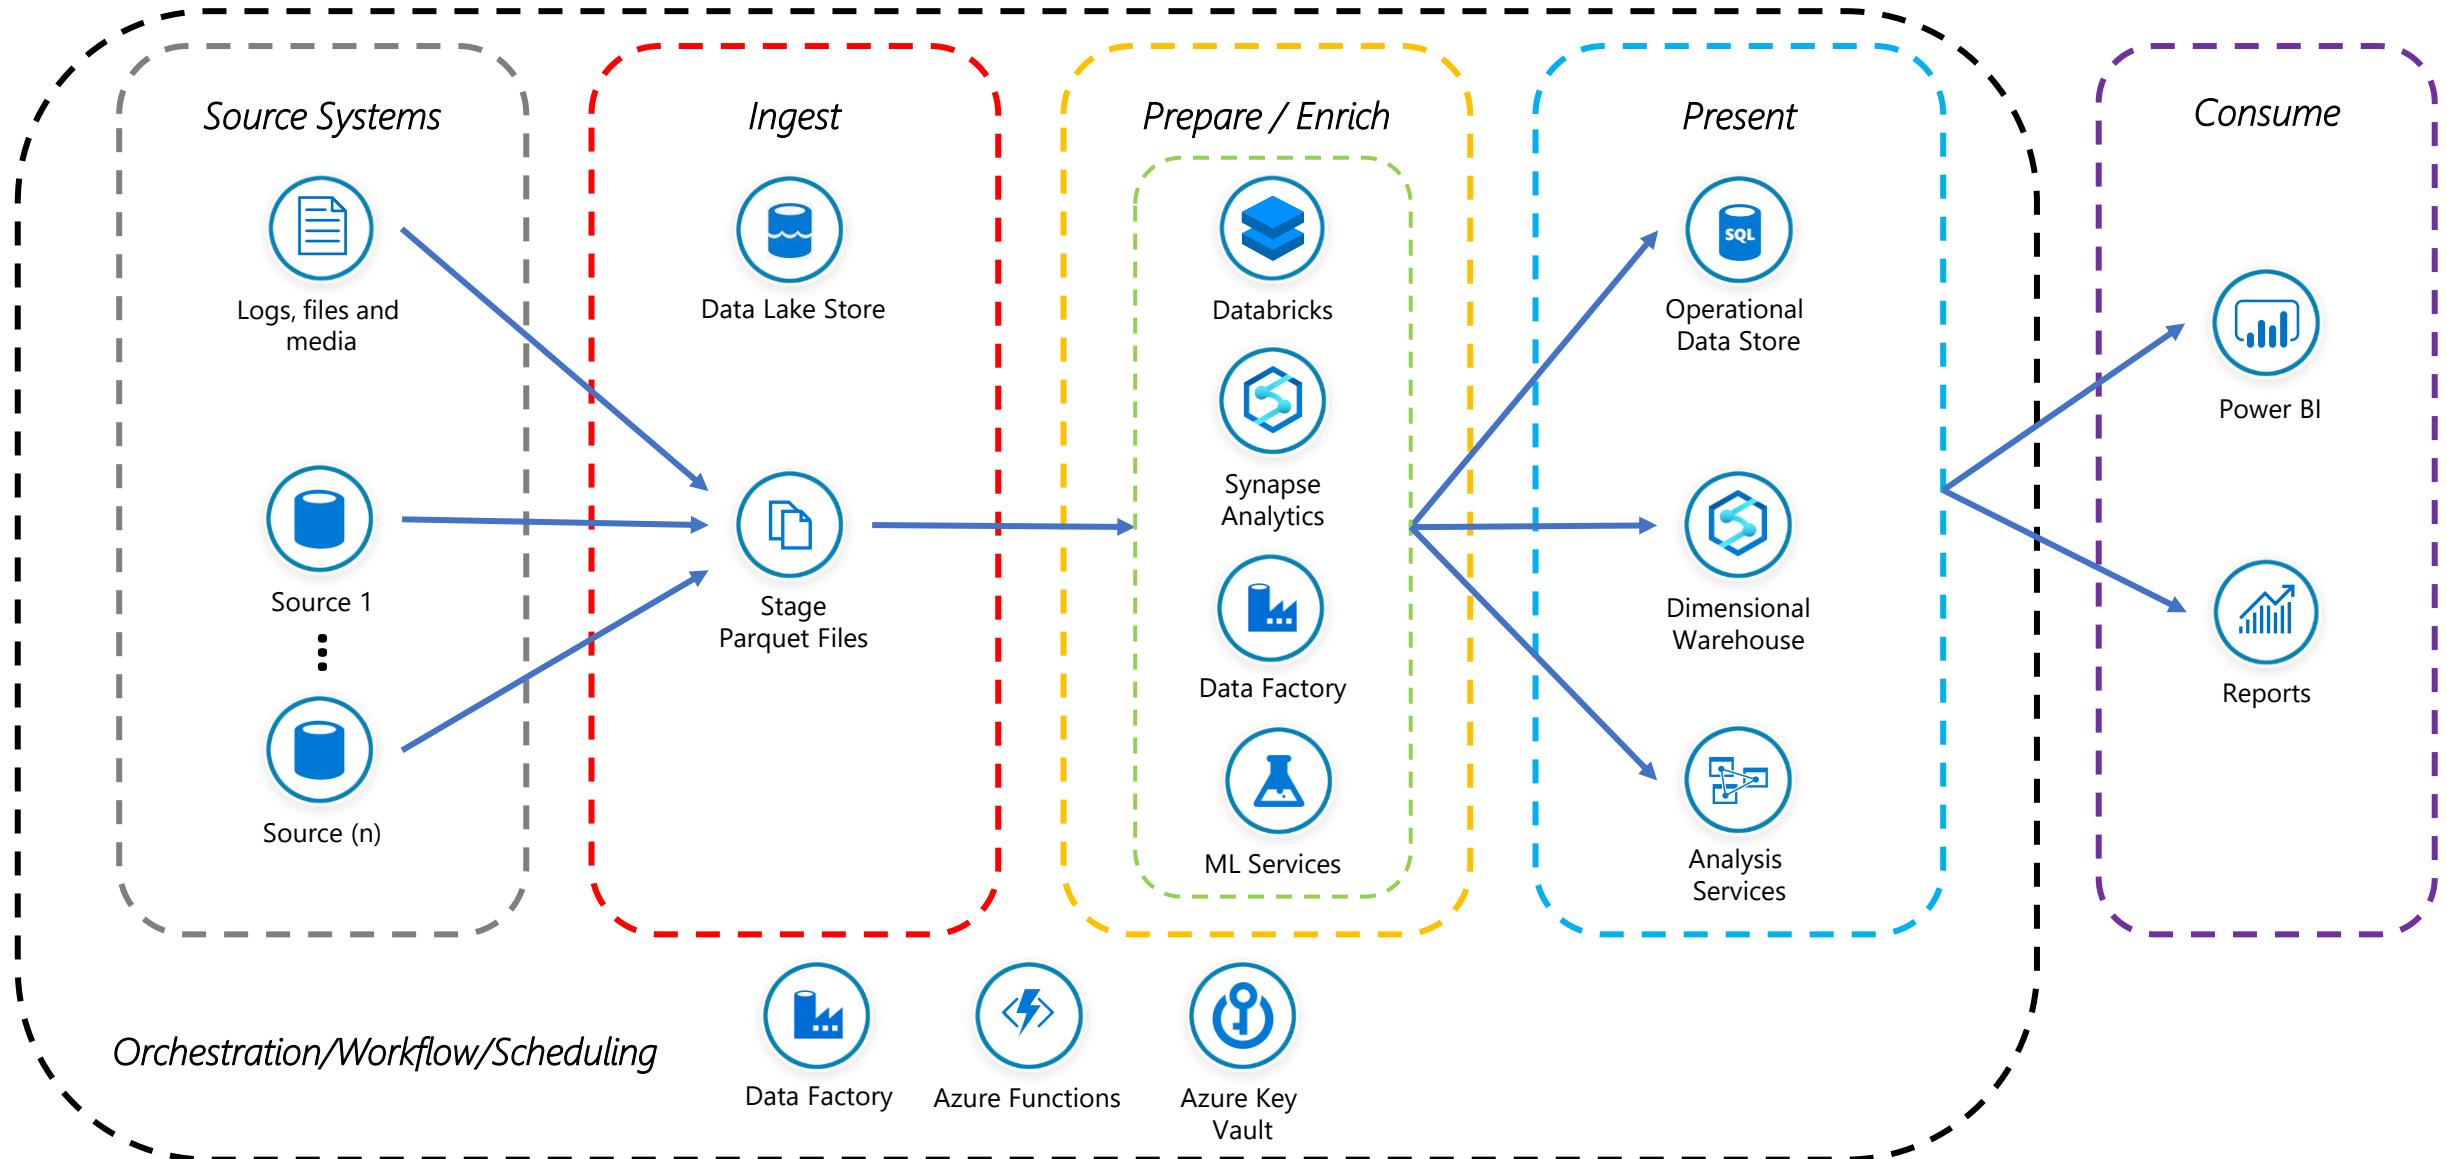 Source Systems
Logs, files and
media
Source 1
Source (n)
Ingest
Data Lake Store
Stage
Parquet Files
Prepare / Enrich
Databricks
Synapse
Analytics
Data Factory
ML Services
Present
SQL
Operational
Data Store
Dimensional
Warehouse
Analysis
Services
Consume
Power BI
Reports
Orchestration/Workflow/Scheduling
Data Factory
Azure Functions
Azure Key
Vault